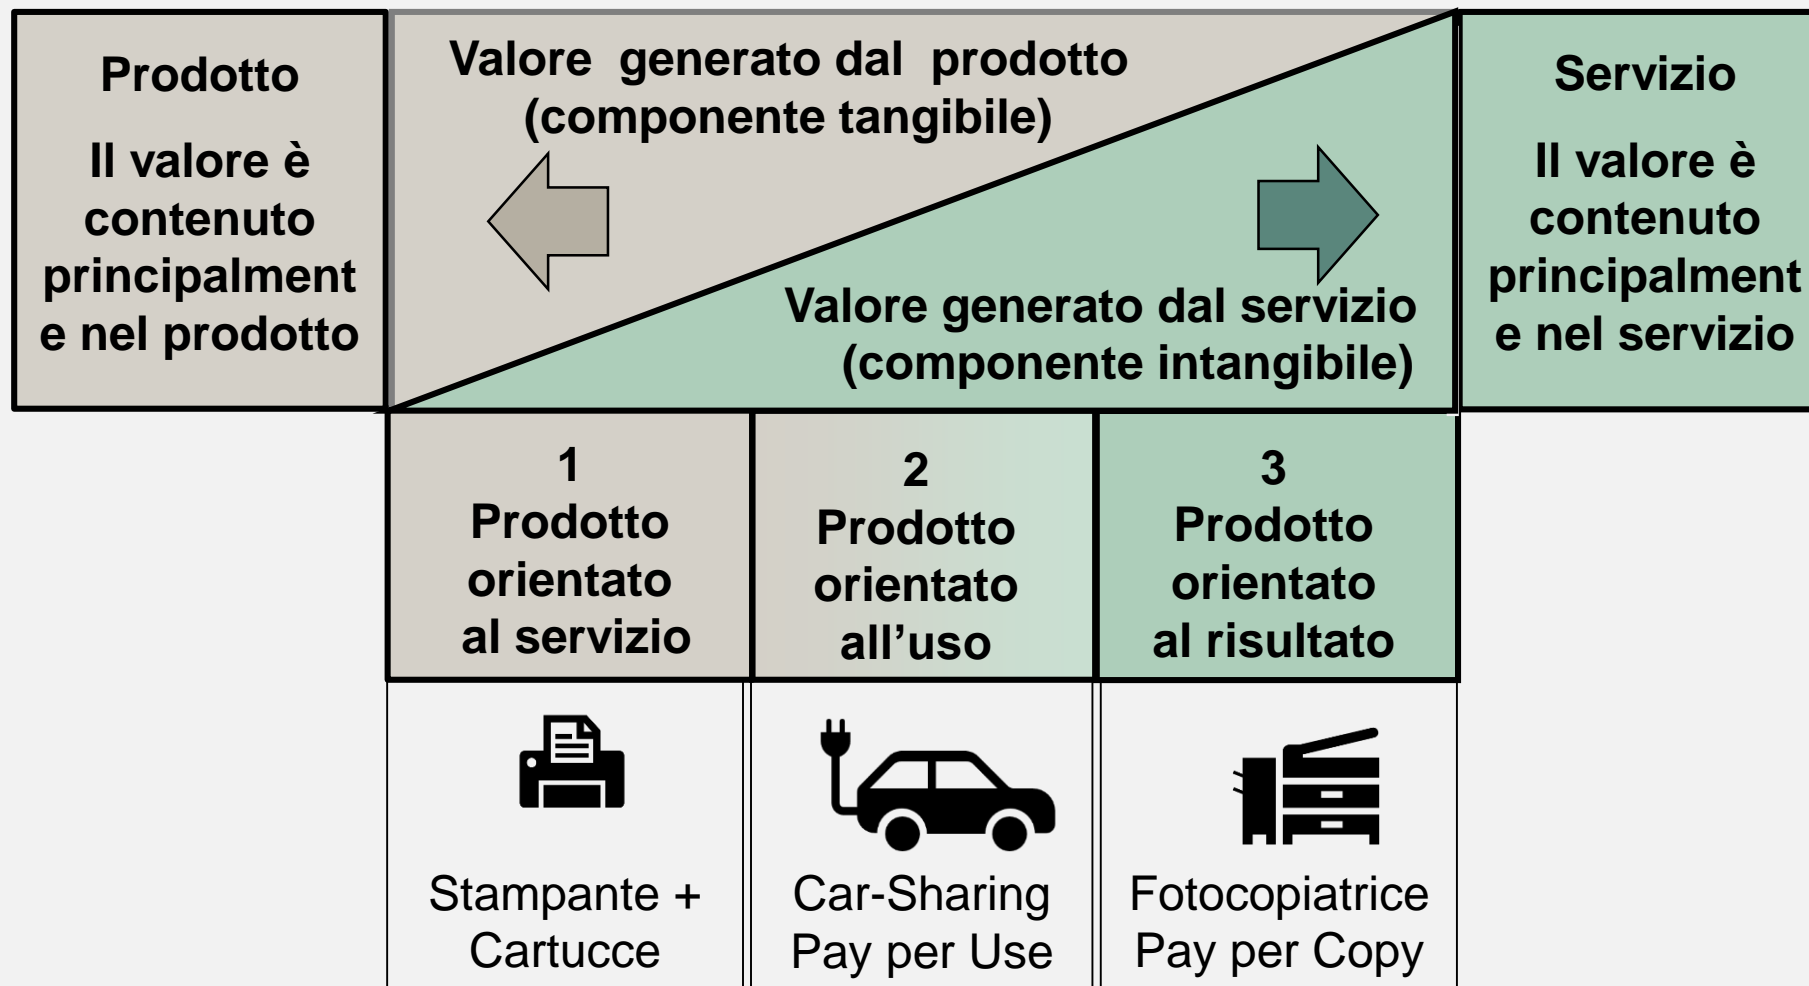 Prodotto
Il valore è
contenuto
principalment
e nel prodotto
Valore generato dal prodotto
(componente tangibile)
Valore generato dal servizio
(componente intangibile)
Servizio
Il valore è
contenuto
principalment
e nel servizio
1
Prodotto
orientato
al servizio
2
Prodotto
orientato
all’uso
3
Prodotto
orientato
al risultato
Stampante +
Cartucce
Car-Sharing
Pay per Use
Fotocopiatrice
Pay per Copy